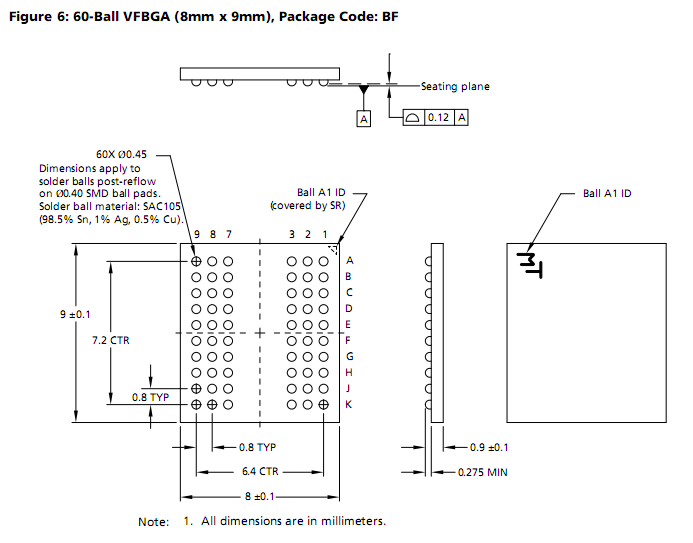 Figure 6: 60-Ball VFBGA (8mm x 9mm), Package Code: BF
Seating plane
A
0.12 A
60X Ø0.45
Dimensions apply to
solder balls post-reflow
on Ø0.40 SMD ball pads.
Solder ball material: SAC105
(98.5% Sn, 1% Ag, 0.5% Cu).
Ball A1 ID
(covered by SR)
Ball A1 ID
9 8 7 3 2 1
A
B
C
D
E
F
G
H
J
K
9 ±0.1
7.2 CTR
0.8 TYP
0.8 TYP
6.4 CTR
8 ±0.1
0.9 ±0.1
0.275 MIN
Note: 1. All dimensions are in millimeters.